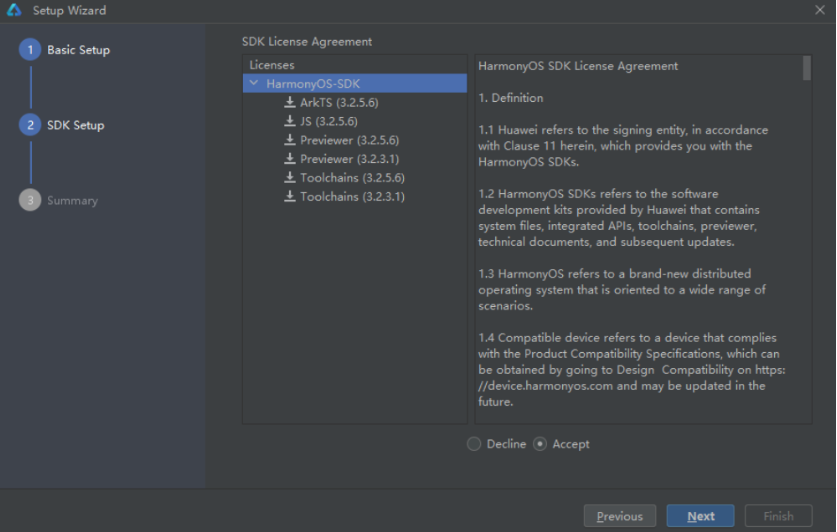 Setup Wizard
1 Basic Setup
2 SDK Setup
3 Summary
SDK License Agreement
Licenses
HarmonyOS-SDK
ArkTS (3.2.5.6)
JS (3.2.5.6)
Previewer (3.2.5.6)
Previewer (3.2.3.1)
Toolchains (3.2.5.6)
Toolchains (3.2.3.1)
HarmonyOS SDK License Agreement
1. Definition
1.1 Huawei refers to the signing entity, in accordance
with Clause 11 herein, which provides you with the
HarmonyOS SDKs.
1.2 HarmonyOS SDKs refers to the software
development kits provided by Huawei that contains
system files, integrated APIs, toolchains, previewer,
technical documents, and subsequent updates.
1.3 HarmonyOS refers to a brand-new distributed
operating system that is oriented to a wide range of
scenarios.
1.4 Compatible device refers to a device that complies
with the Product Compatibility Specifications, which can
be obtained by going to Design  Compatibility on https:
//device.harmonyos.com and may be updated in the
future.
Decline Accept
Previous Next Finish